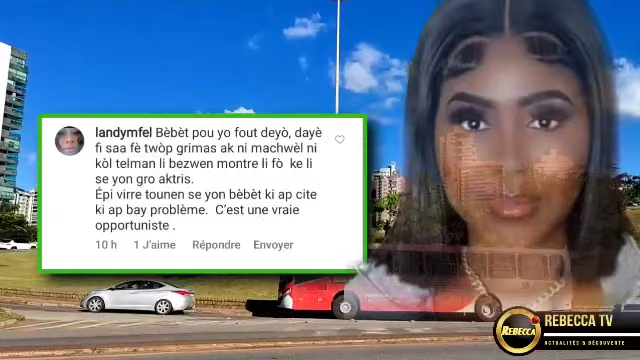 landymfel Bèbèt pou yo fout deyò, dayè
fi saa fè twòp grimas ak ni machwèl ni
kòl telman li bezwen montre li fò  ke li
se yon gro aktris.
Épi virre tounen se yon bèbèt ki ap cite
ki ap bay problème.  C'est une vraie
opportuniste .
10 h 1 J'aime Répondre Envoyer
REBECCA TV
REBECCA
ACTUALITÉS & DÉCOUVERTE